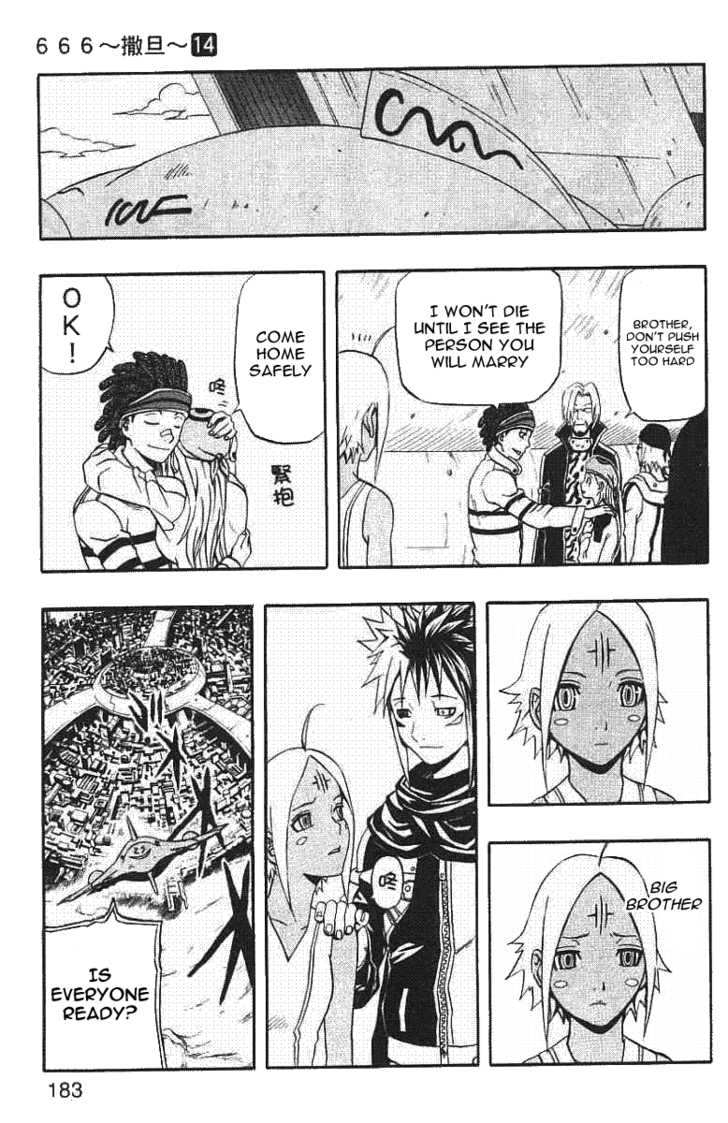 ６６６～撒旦～14
BROTHER,
DON'T PUSH
YOURSELF
TOO HARD
I WON'T DIE
UNTIL I SEE THE
PERSON YOU
WILL MARRY
COME
HOME
SAFELY
咚
緊抱
OK!
BIG
BROTHER
咚
IS
EVERYONE
READY?
183